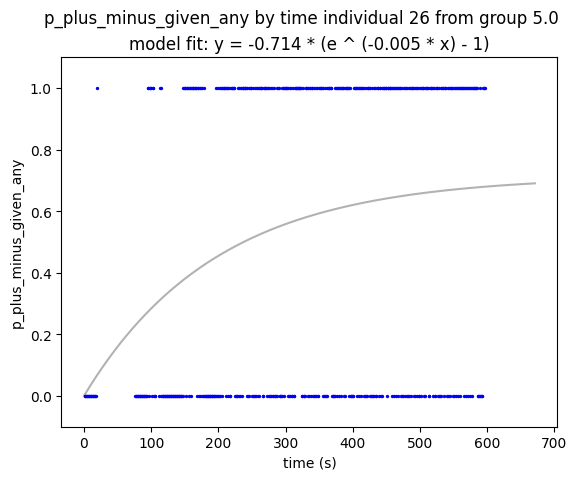 p_plus_minus_given_any by time individual 26 from group 5.0
model fit: y = -0.714 * (e ^ (-0.005 * x) - 1)
1.0
0.8
0.6
0.4
0.2
0.0
p_plus_minus_given_any
0 100 200 300 400 500 600 700
time (s)